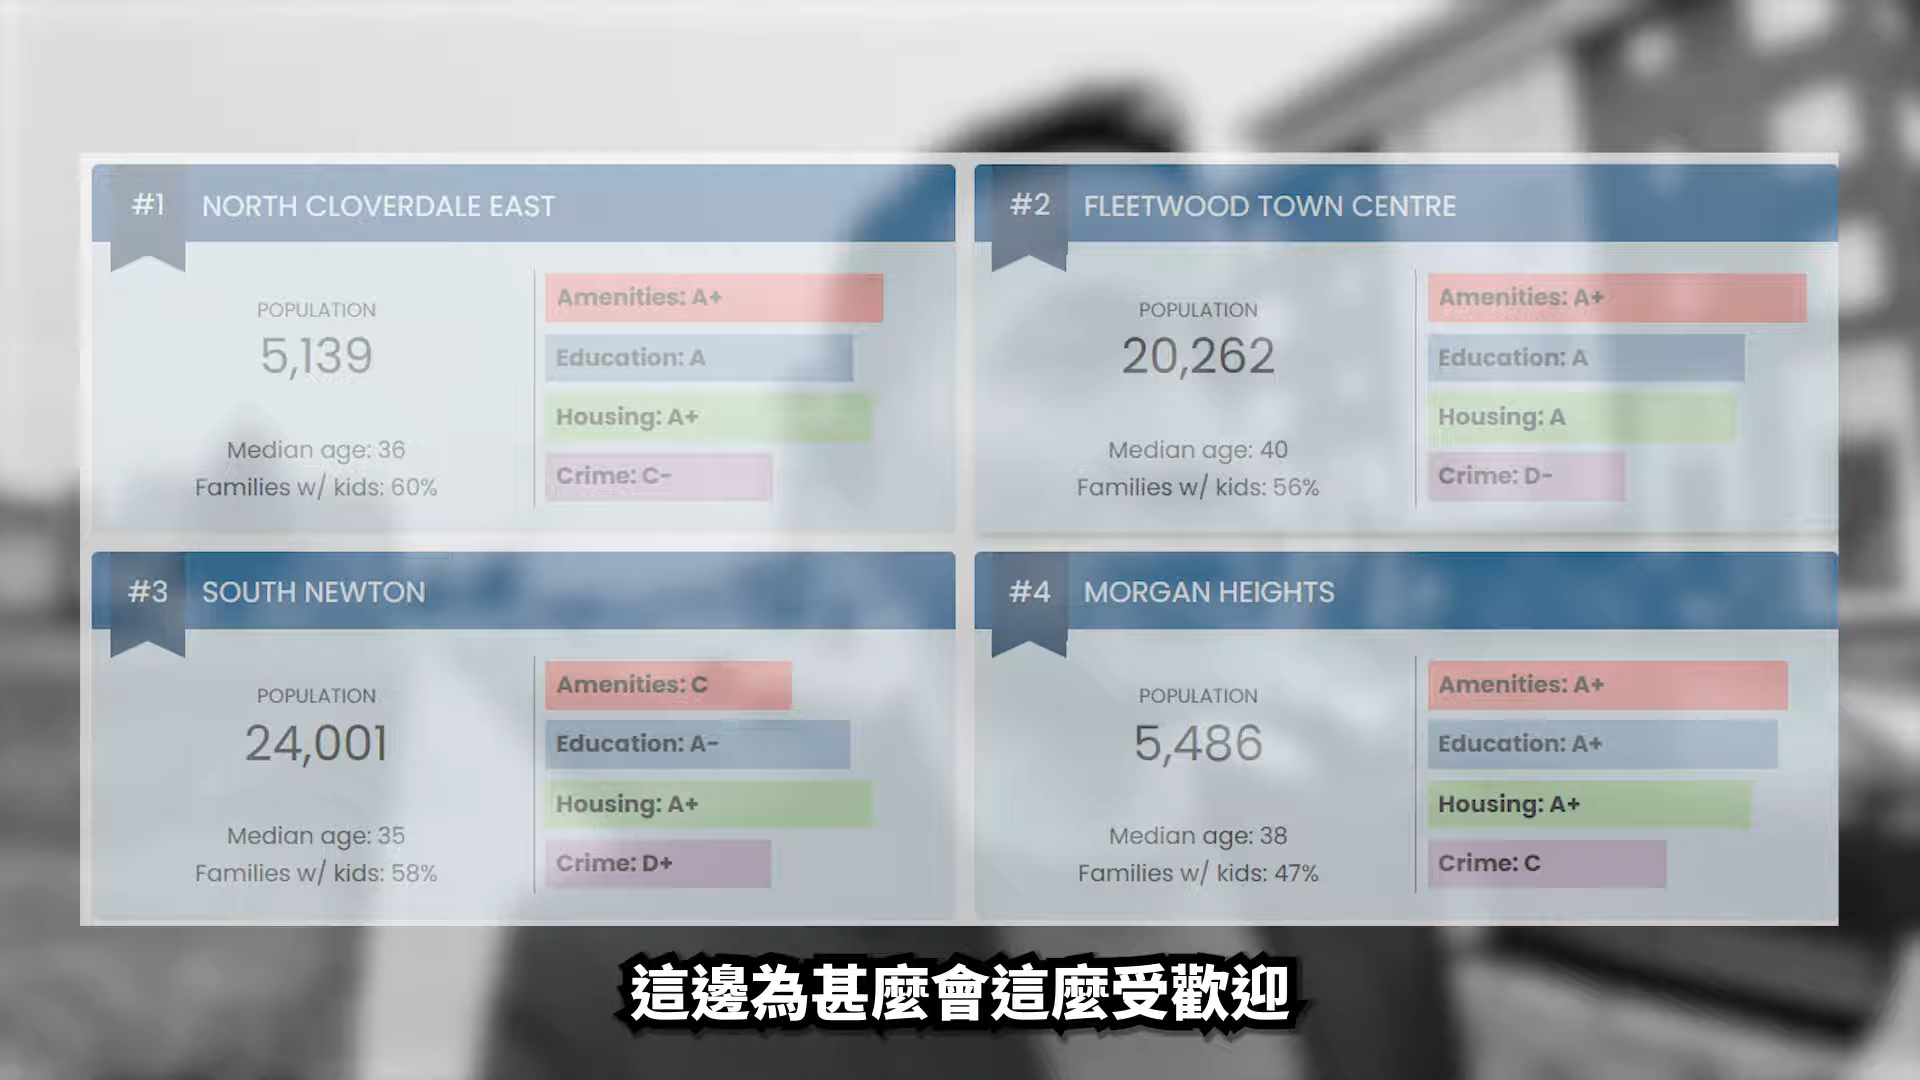 #1 NORTH CLOVERDALE EAST
POPULATION
5,139
Median age: 36
Families w/ kids: 60%
Amenities: A+
Education: A
Housing: A+
Crime: C-
#2 FLEETWOOD TOWN CENTRE
POPULATION
20,262
Median age: 40
Families w/ kids: 56%
Amenities: A+
Education: A
Housing: A
Crime: D-
#3 SOUTH NEWTON
POPULATION
24,001
Median age: 35
Families w/ kids: 58%
Amenities: C
Education: A-
Housing: A+
Crime: D+
#4 MORGAN HEIGHTS
POPULATION
5,486
Median age: 38
Families w/ kids: 47%
Amenities: A+
Education: A+
Housing: A+
Crime: C
這邊為甚麼會這麼受歡迎